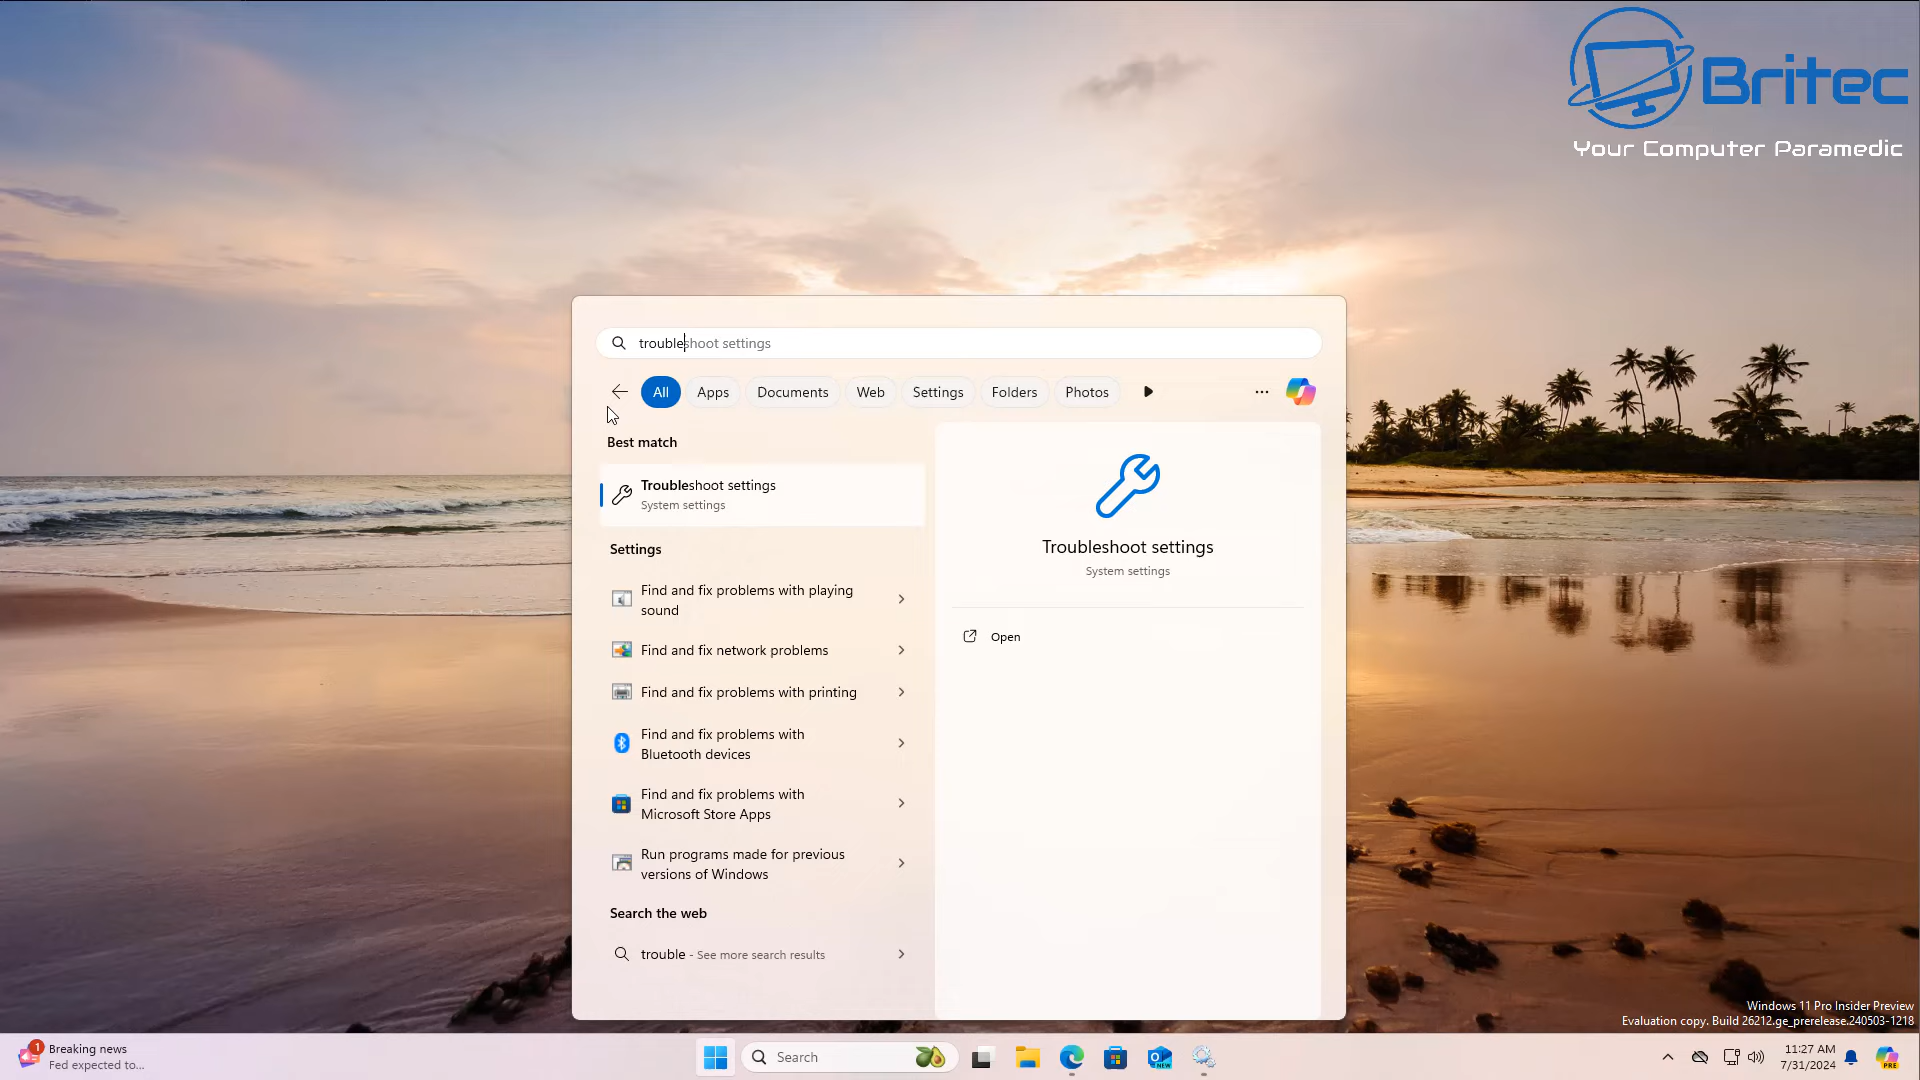 Britec
Your Computer Paramedic
troubleshoot settings
All
Apps
Documents
Web
Settings
Folders
Photos
Best match
Troubleshoot settings
System settings
Settings
Find and fix problems with playing
sound
Find and fix network problems
Find and fix problems with printing
Find and fix problems with
Bluetooth devices
Find and fix problems with
Microsoft Store Apps
Run programs made for previous
versions of Windows
Search the web
trouble - See more search results
Troubleshoot settings
System settings
Open
Windows 11 Pro Insider Preview
Evaluation copy. Build 26212.ge_prerelease.240503-1218
1
Breaking news
Fed expected to...
Search
NEW
11:27 AM
7/31/2024
PRE